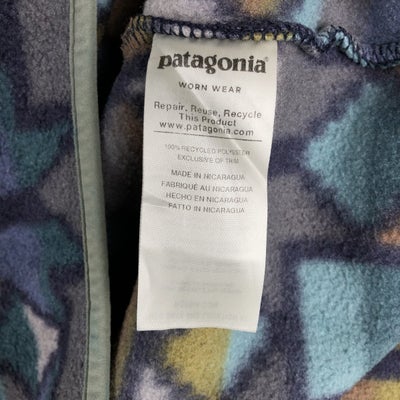 patagonia®
WORN WEAR
Repair, Reuse, Recycle
This Product
www.patagonia.com
100% RECYCLED POLYESTER
EXCLUSIVE OF TRIM
MADE IN NICARAGUA
FABRIQUÉ AU NICARAGUA
HECHO EN NICARAGUA
FATTO IN NICARAGUA